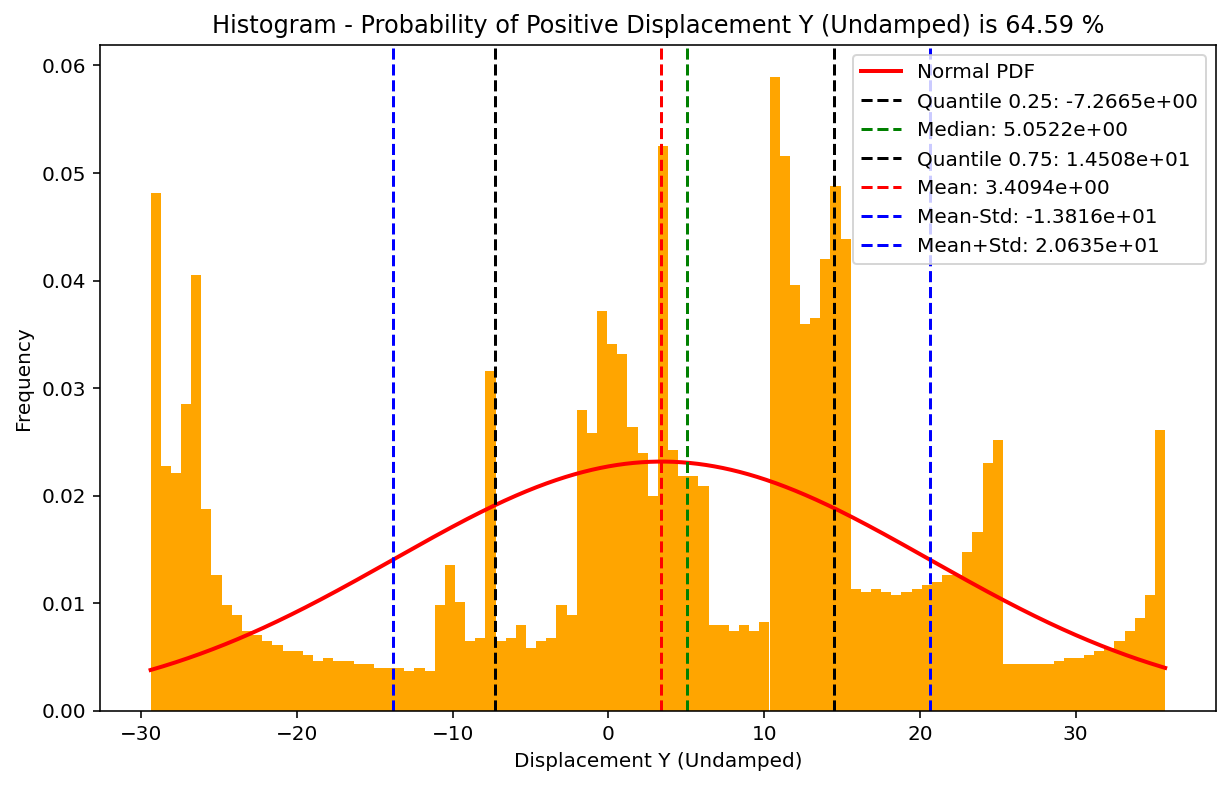 Histogram - Probability of Positive Displacement Y (Undamped) is 64.59 %
Normal PDF
Quantile 0.25: -7.2665e+00
Median: 5.0522e+00
Quantile 0.75: 1.4508e+01
Mean: 3.4094e+00
Mean-Std: -1.3816e+01
Mean+Std: 2.0635e+01
Frequency
0.06
0.05
0.04
0.03
0.02
0.01
0.00
−30 −20 −10 0 10 20 30
Displacement Y (Undamped)